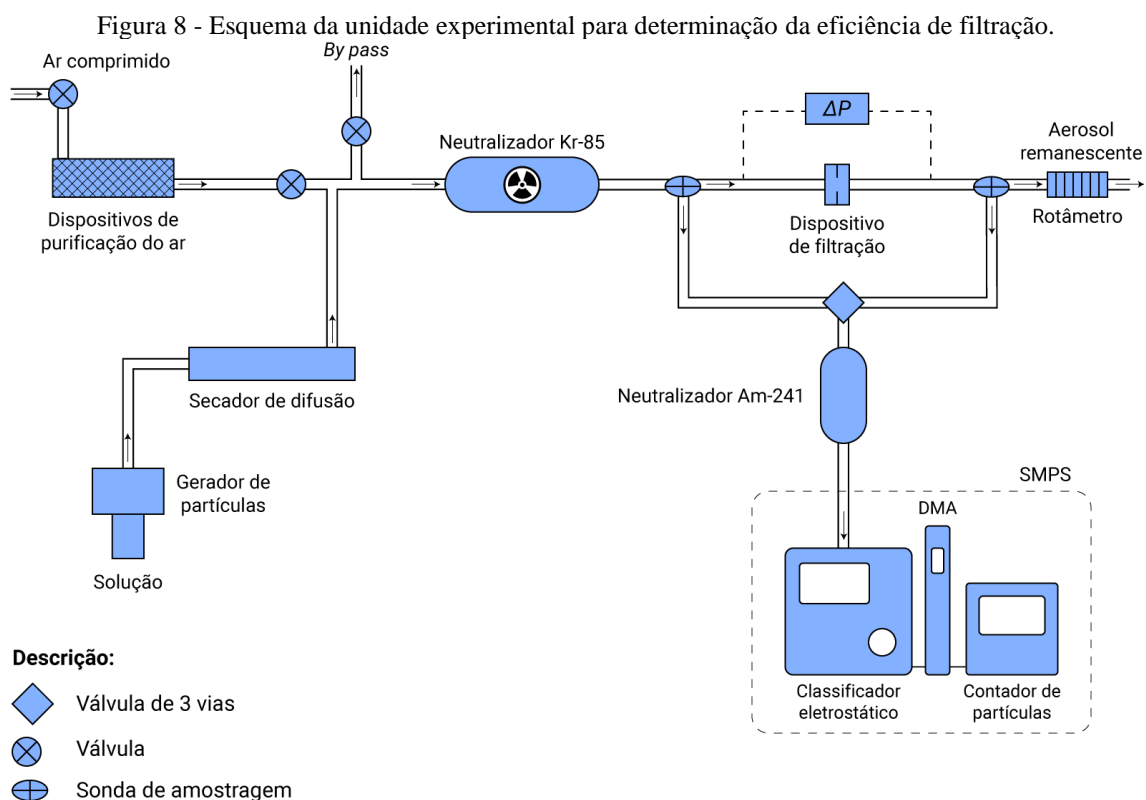 Figura 8 - Esquema da unidade experimental para determinação da eficiência de filtração.
By pass
Ar comprimido
ΔP
Neutralizador Kr-85
Aerosol
remanescente
Dispositivos de
purificação do ar
Dispositivo
de filtração
Rotâmetro
Secador de difusão
Neutralizador Am-241
Gerador de
partículas
SMPS
DMA
Solução
Descrição:
Classificador
eletrostático
Contador de
partículas
Válvula de 3 vias
Válvula
Sonda de amostragem